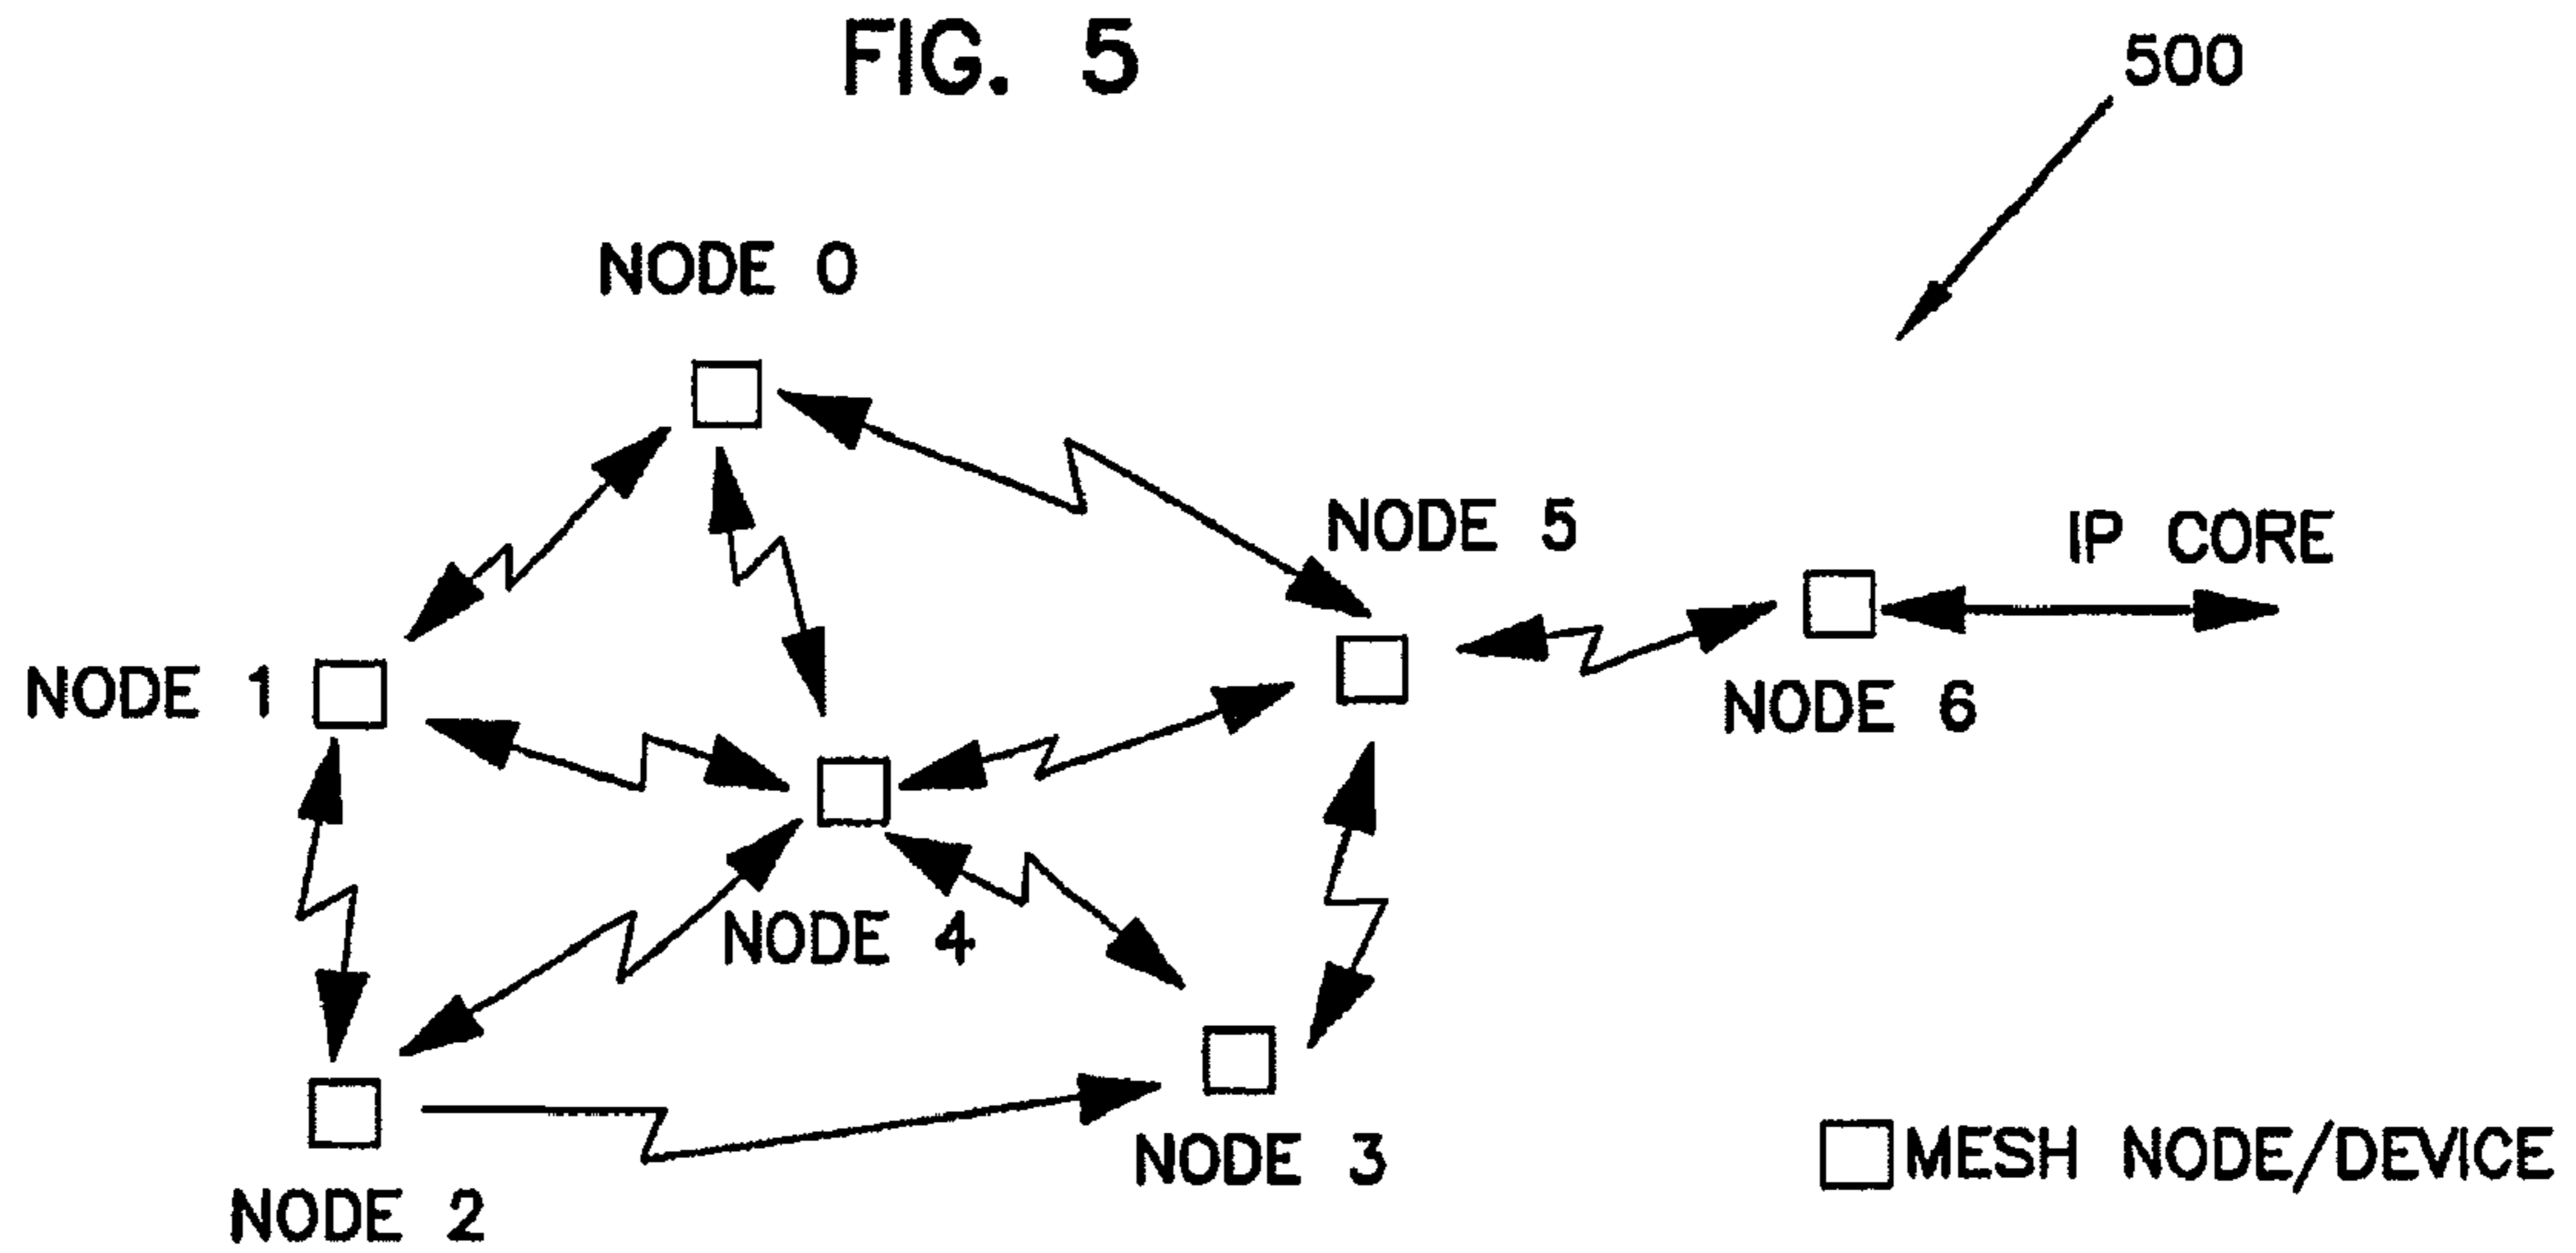 FIG. 5
500
NODE 0
NODE 5
IP CORE
NODE 1
NODE 6
NODE 4
NODE 3
MESH NODE/DEVICE
NODE 2